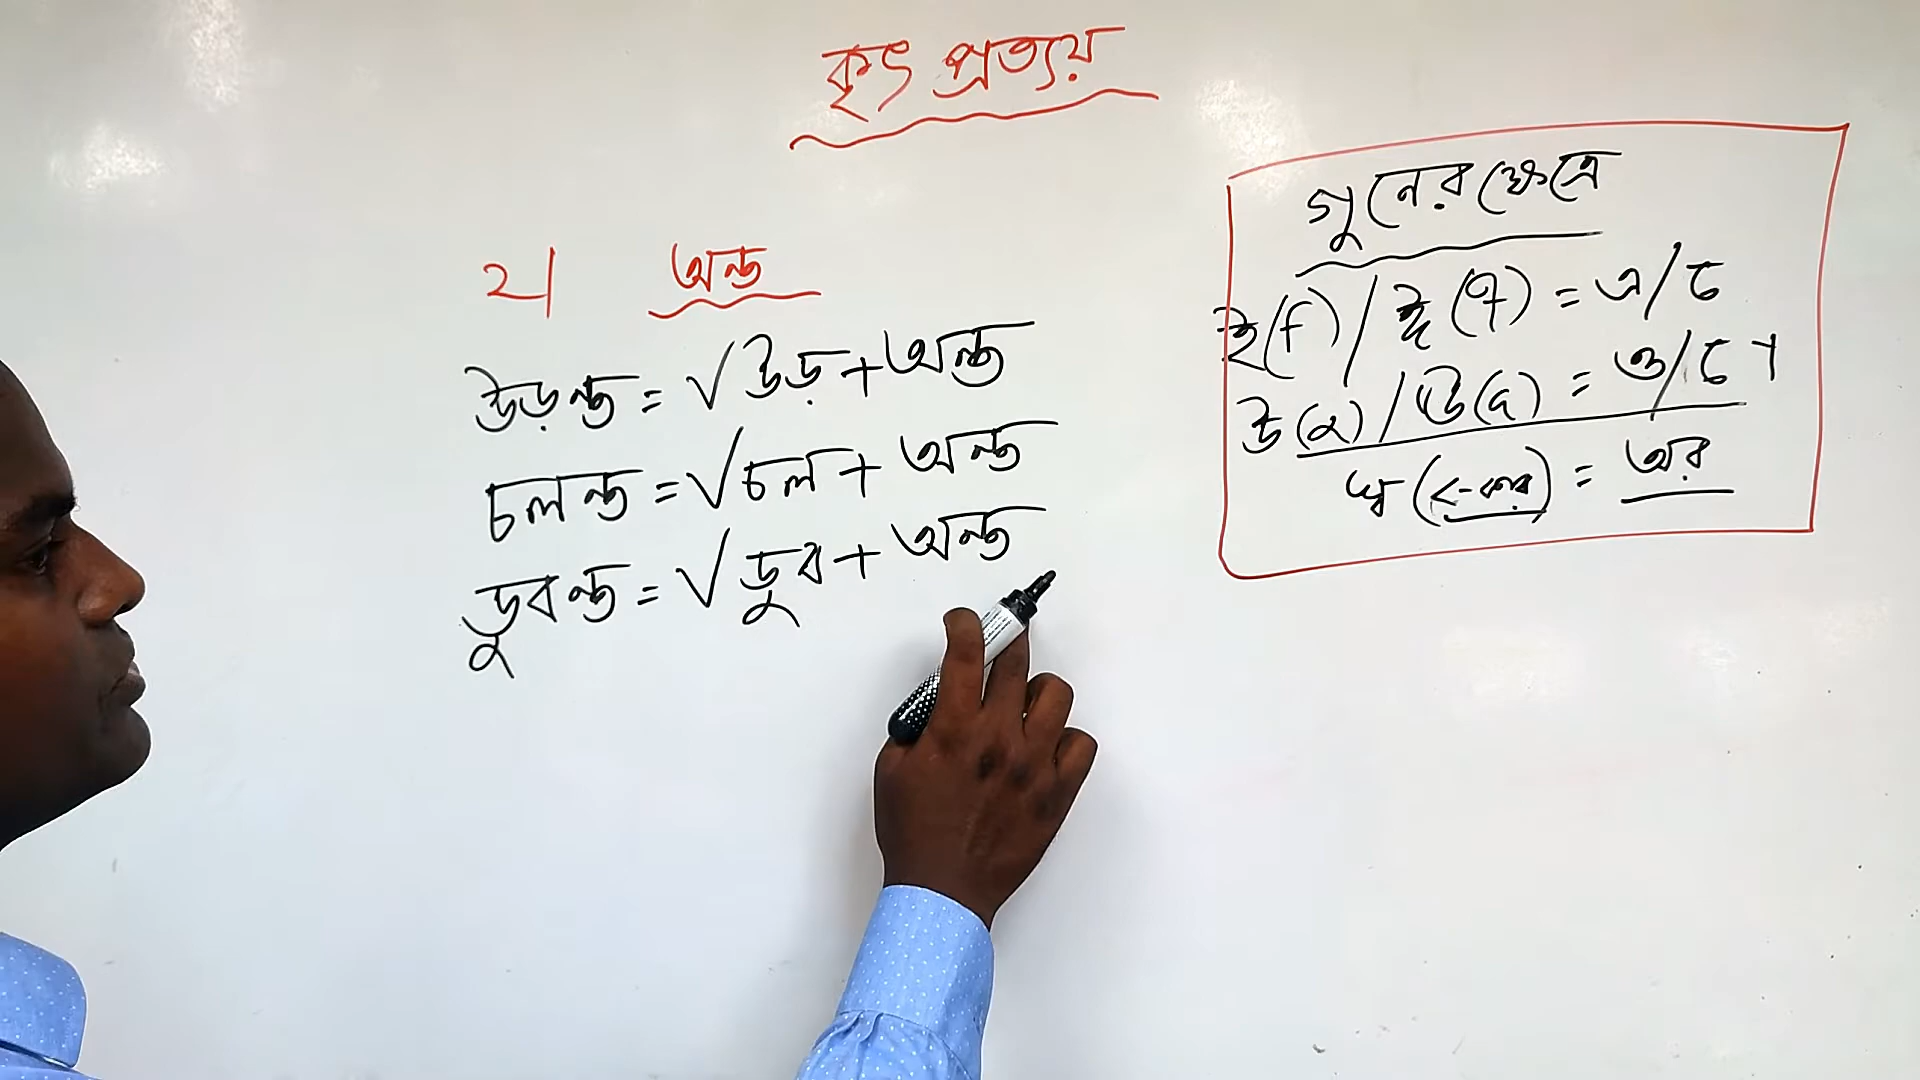 কৃৎ প্রত্যয়
২। অন্ত
উড়ন্ত = √উড় + অন্ত
চলন্ত = √চল + অন্ত
ডুবন্ত = √ডুব + অন্ত
গুনের ক্ষেত্রে
ই(ি) / ঈ(ী) = এ/ে
উ(ু) / ঊ(ূ) = ও/ো
ঋ(ৃ-কার) = অর